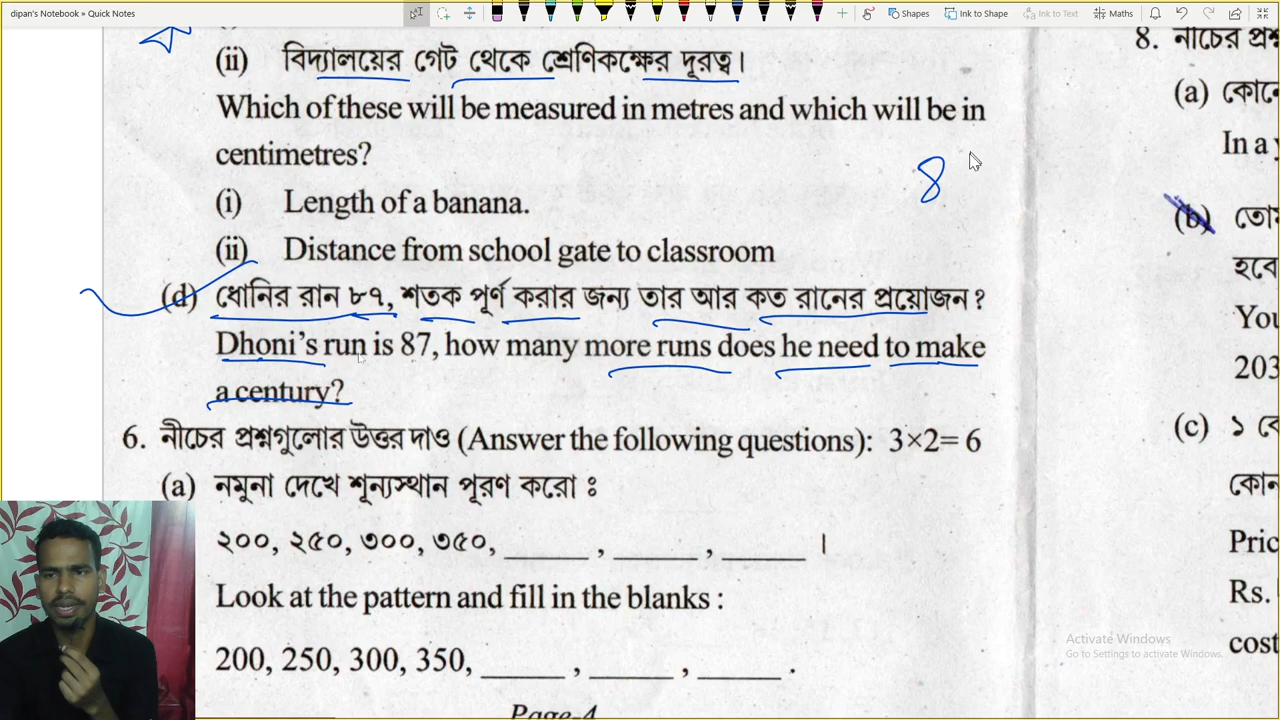 dipan's Notebook » Quick Notes
Shapes
Ink to Shape
Ink to Text
Maths
(ii) বিদ্যালয়ের গেট থেকে শ্রেণিকক্ষের দূরত্ব।
Which of these will be measured in metres and which will be in
centimetres?
(i) Length of a banana.
(ii) Distance from school gate to classroom
(d) ধোনির রান ৮৭, শতক পূর্ণ করার জন্য তার আর কত রানের প্রয়োজন?
Dhoni's run is 87, how many more runs does he need to make
a century?
8
6. নীচের প্রশ্নগুলোর উত্তর দাও (Answer the following questions): 3×2= 6
(a) নমুনা দেখে শূন্যস্থান পূরণ করো ঃ
২০০, ২৫০, ৩০০, ৩৫০, ______ , ______ , ______ ।
Look at the pattern and fill in the blanks :
200, 250, 300, 350, ______ , ______ , ______ .
Page-4
8. নীচের
(a)
In a
(b)
হবে
You
203
(c) ১
Rs.
cost
Activate Windows
Go to Settings to activate Windows.